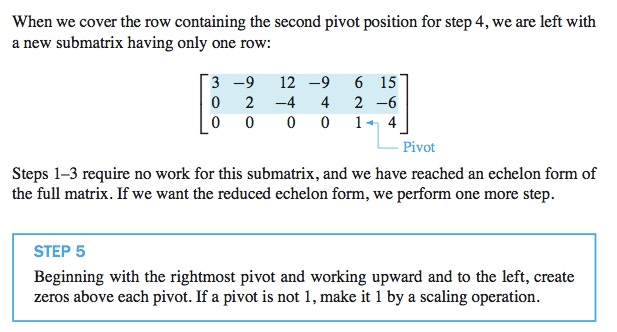 When we cover the row containing the second pivot position for step 4, we are left with
a new submatrix having only one row:
3 −9 12 −9 6 15
0 2 −4 4 2 −6
0 0 0 0 1 4
Pivot
Steps 1–3 require no work for this submatrix, and we have reached an echelon form of
the full matrix. If we want the reduced echelon form, we perform one more step.
STEP 5
Beginning with the rightmost pivot and working upward and to the left, create
zeros above each pivot. If a pivot is not 1, make it 1 by a scaling operation.